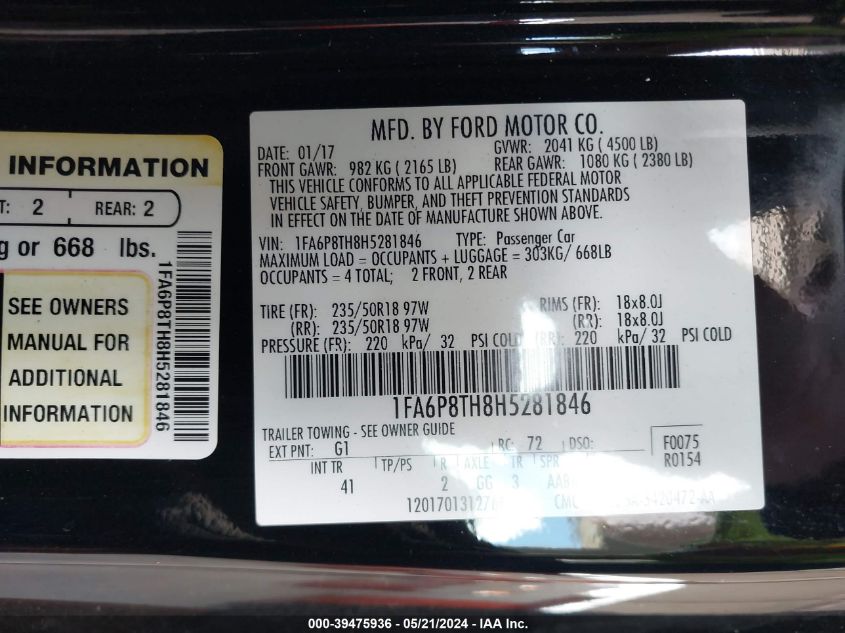 INFORMATION
T: 2 REAR: 2
g or 668 lbs.
SEE OWNERS
MANUAL FOR
ADDITIONAL
INFORMATION
1FA6P8TH8H5281846
MFD. BY FORD MOTOR CO.
DATE: 01/17 GVWR: 2041 KG ( 4500 LB)
FRONT GAWR: 982 KG ( 2165 LB) REAR GAWR: 1080 KG ( 2380 LB)
THIS VEHICLE CONFORMS TO ALL APPLICABLE FEDERAL MOTOR
VEHICLE SAFETY, BUMPER, AND THEFT PREVENTION STANDARDS
IN EFFECT ON THE DATE OF MANUFACTURE SHOWN ABOVE.
VIN: 1FA6P8TH8H5281846 TYPE: Passenger Car
MAXIMUM LOAD = OCCUPANTS + LUGGAGE = 303KG/ 668LB
OCCUPANTS = 4 TOTAL; 2 FRONT, 2 REAR
TIRE (FR): 235/50R18 97W RIMS (FR): 18x8.0J
(RR): 235/50R18 97W (RR): 18x8.0J
PRESSURE (FR): 220 kPa/ 32 PSI COLD (RR): 220 kPa/ 32 PSI COLD
1FA6P8TH8H5281846
TRAILER TOWING - SEE OWNER GUIDE
EXT PNT: G1 RC: 72 DSO: F0075
R0154
INT TR TP/PS R AXLE TR SPR
41 2 GG 3 AA
1201701312
000-39475936 - 05/21/2024 - IAA Inc.